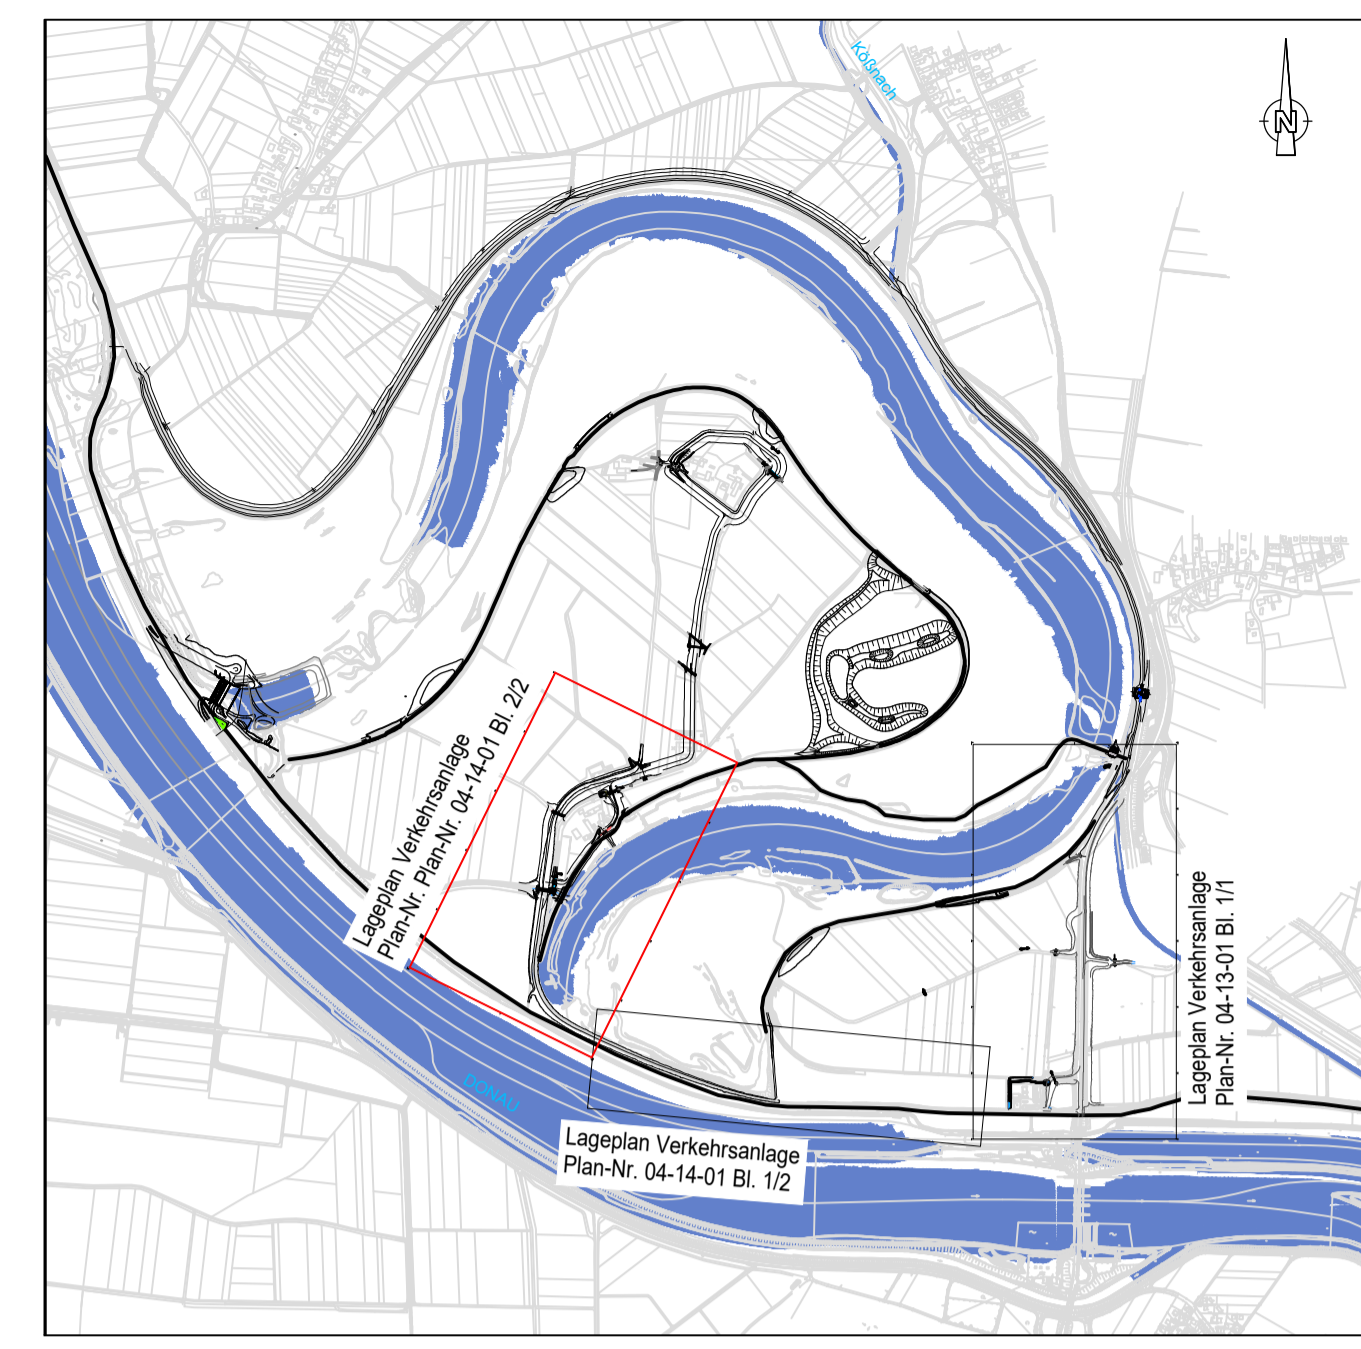 Kößnach
N
Lageplan Verkehrsanlage
Plan-Nr. Plan-Nr. 04-14-01 Bl. 2/2
Lageplan Verkehrsanlage
Plan-Nr. 04-13-01 Bl. 1/1
DONAU
Lageplan Verkehrsanlage
Plan-Nr. 04-14-01 Bl. 1/2